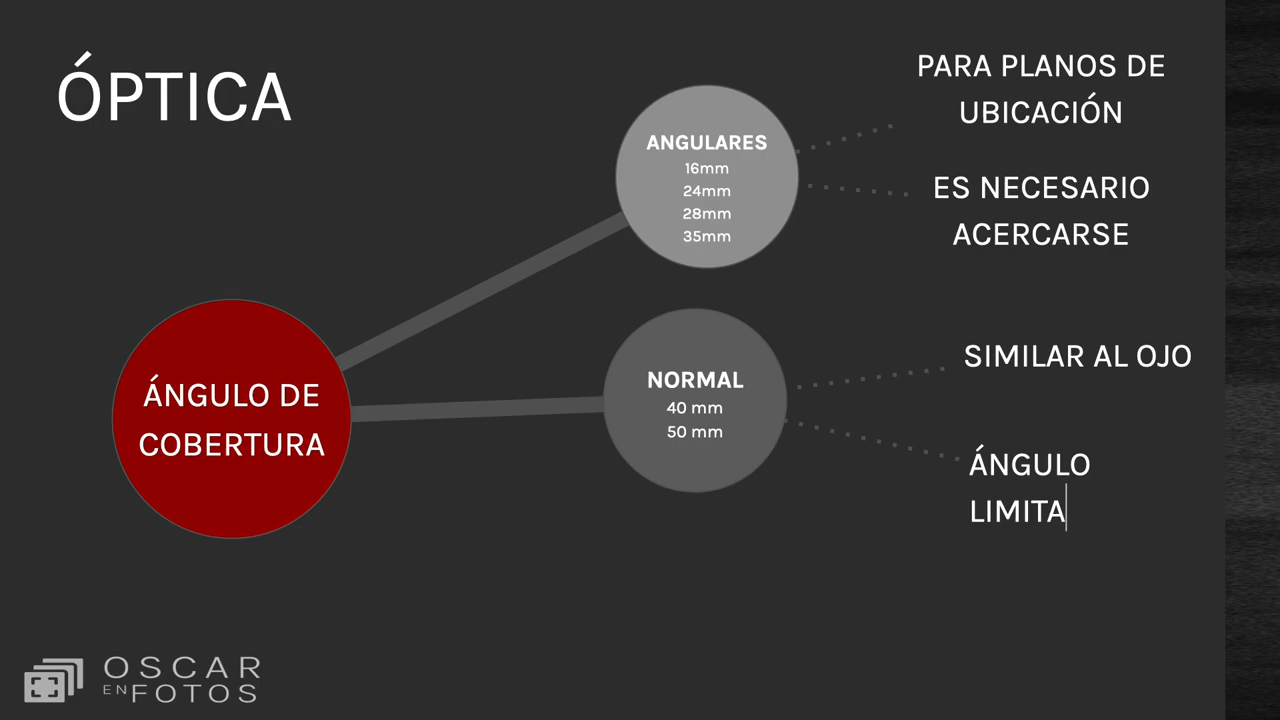 ÓPTICA
ÁNGULO DE
COBERTURA
ANGULARES
16mm
24mm
28mm
35mm
PARA PLANOS DE
UBICACIÓN
ES NECESARIO
ACERCARSE
NORMAL
40 mm
50 mm
SIMILAR AL OJO
ÁNGULO
LIMITA
OSCAR
EN FOTOS